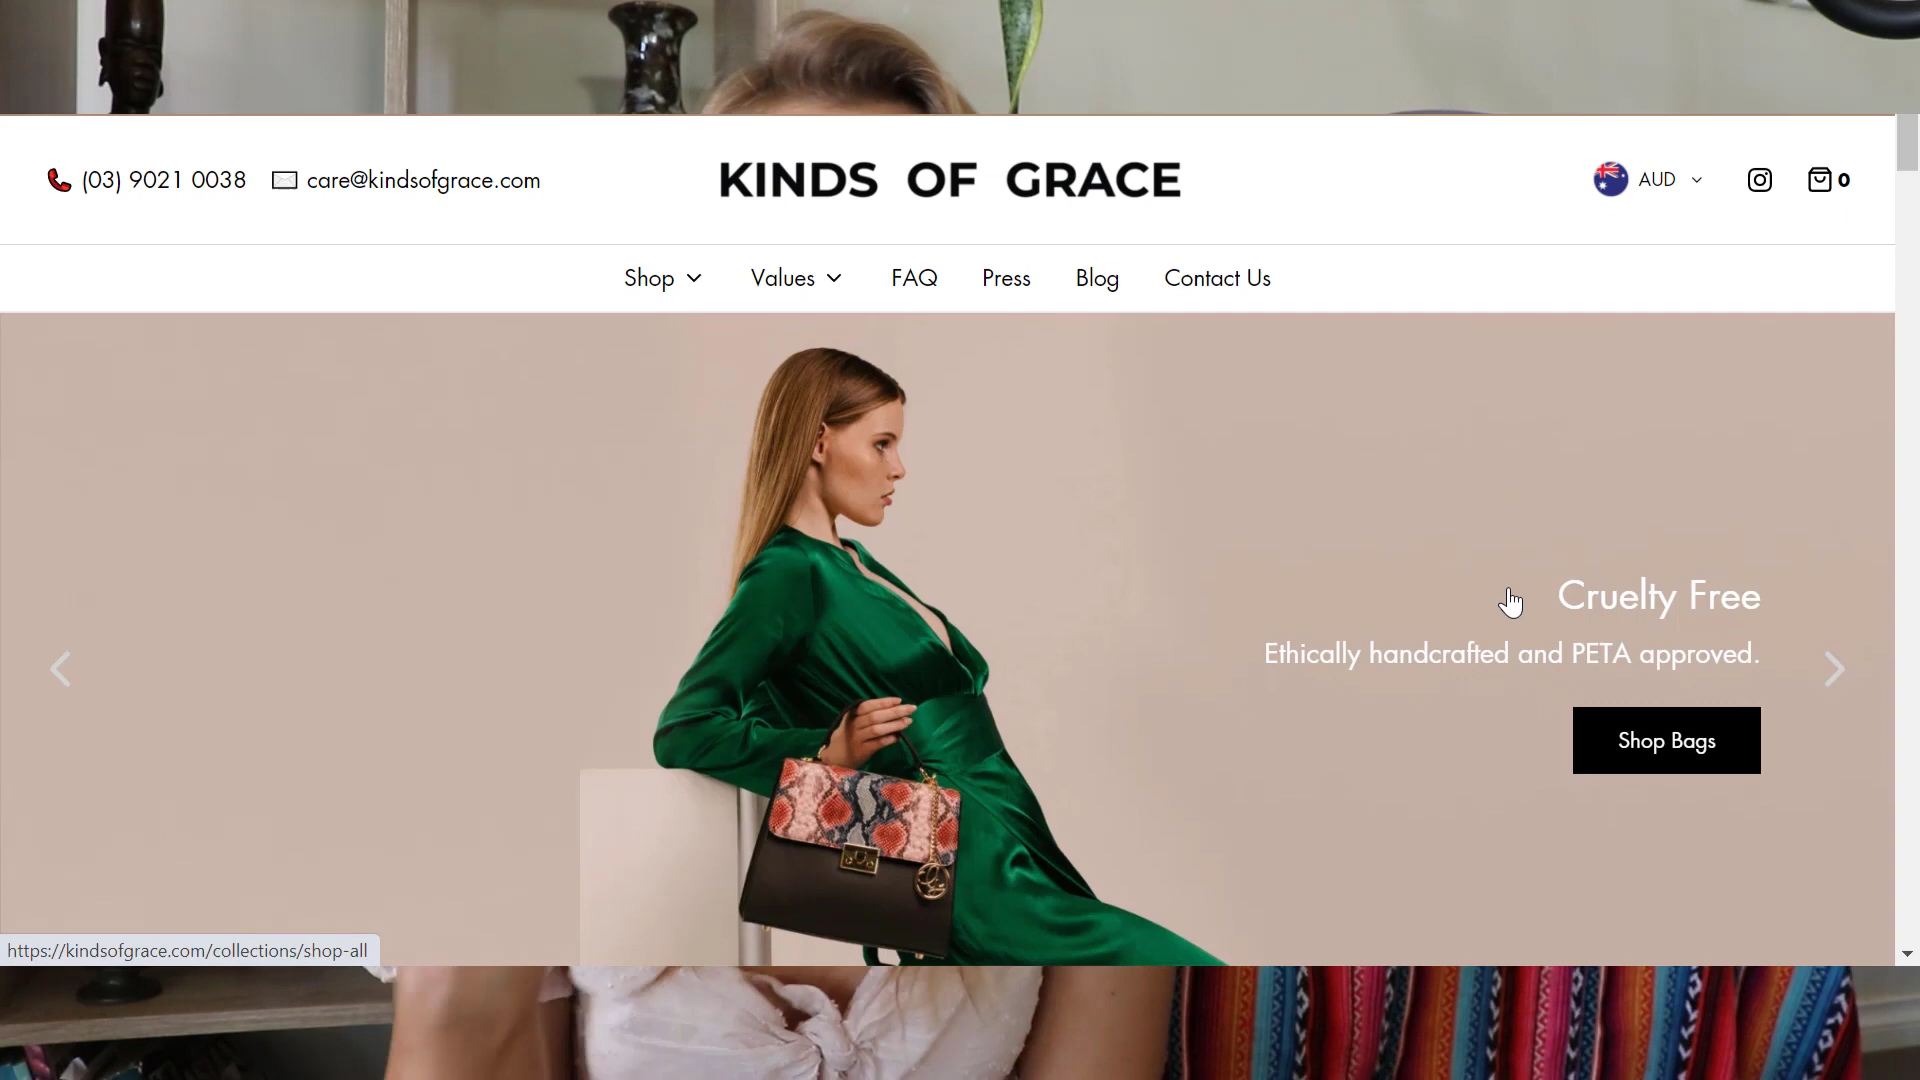 (03) 9021 0038
care@kindsofgrace.com
KINDS OF GRACE
AUD
0
Shop
Values
FAQ
Press
Blog
Contact Us
Cruelty Free
Ethically handcrafted and PETA approved.
Shop Bags
https://kindsofgrace.com/collections/shop-all